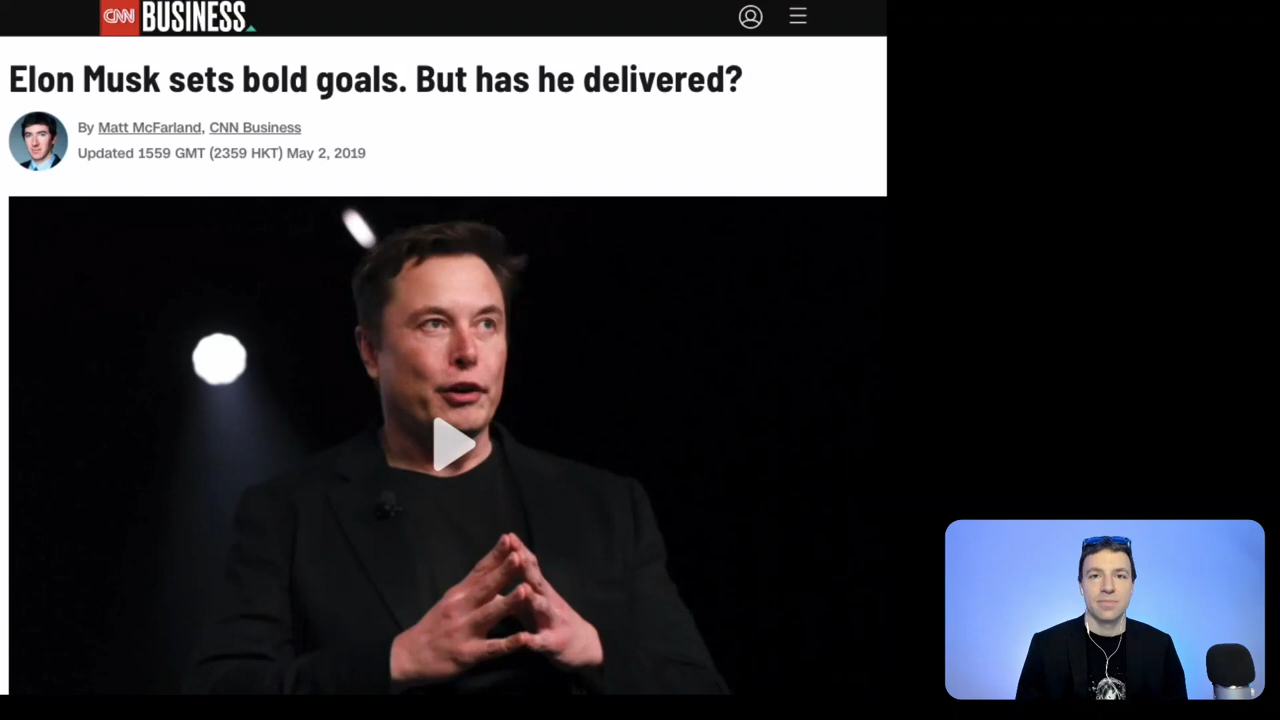 CNN BUSINESS
Elon Musk sets bold goals. But has he delivered?
By Matt McFarland, CNN Business
Updated 1559 GMT (2359 HKT) May 2, 2019